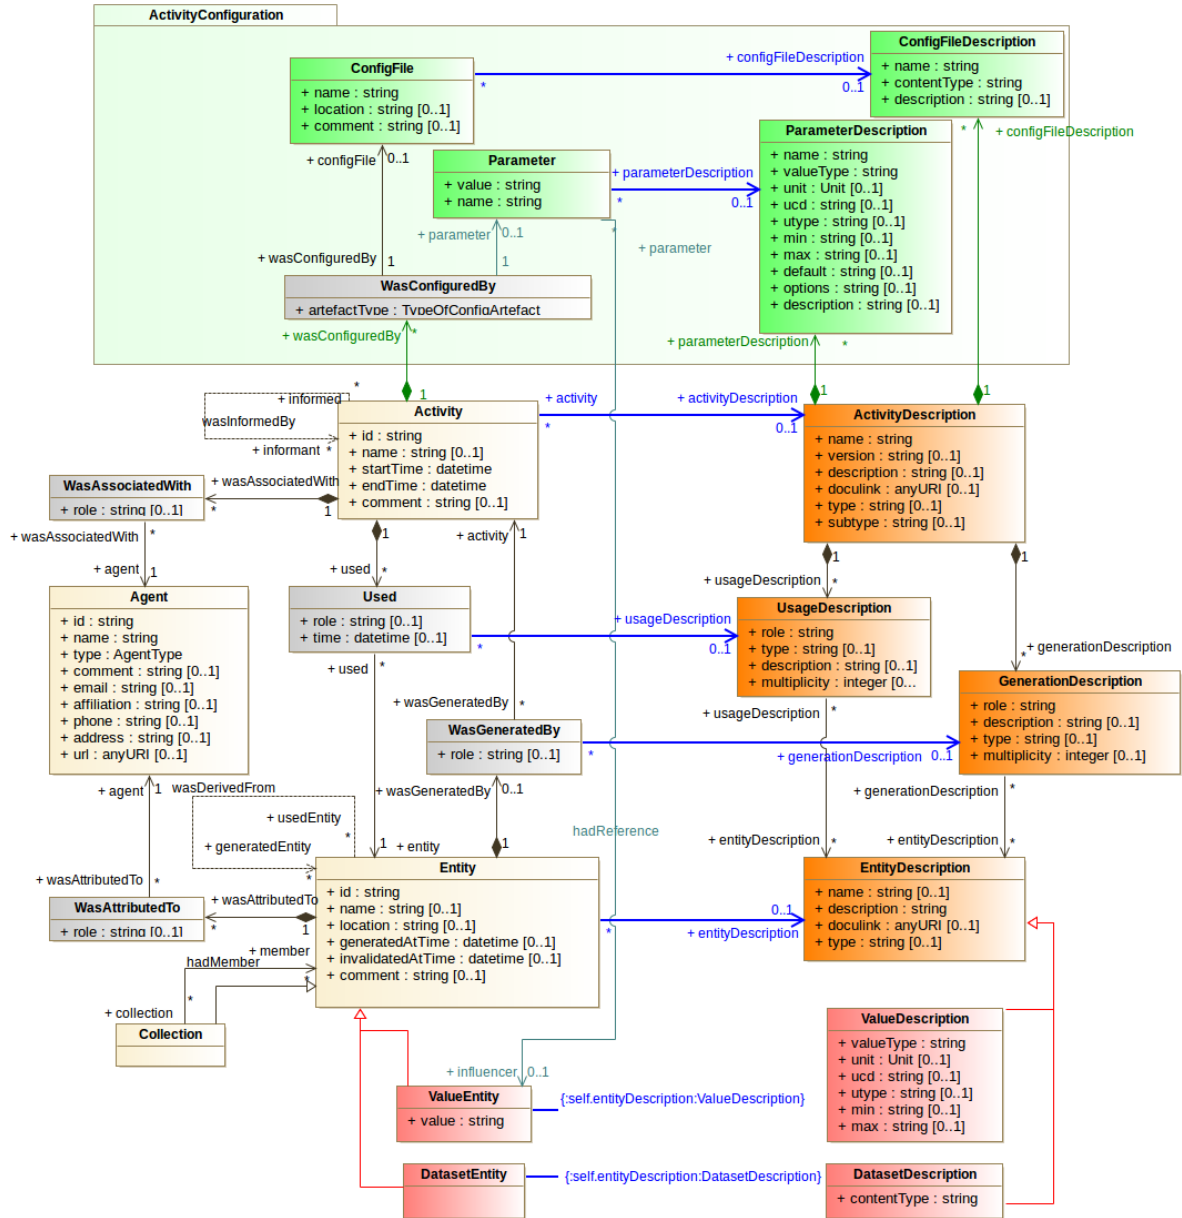 ActivityConfiguration
ConfigFile
+ name : string
+ location : string [0..1]
+ comment : string [0..1]
+ configFileDescription
*
0..1
ConfigFileDescription
+ name : string
+ contentType : string
+ description : string [0..1]
* + configFileDescription
+ configFile 0..1
Parameter
+ value : string
+ name : string
+ parameterDescription
*
0..1
ParameterDescription
+ name : string
+ valueType : string
+ unit : Unit [0..1]
+ ucd : string [0..1]
+ utype : string [0..1]
+ min : string [0..1]
+ max : string [0..1]
+ default : string [0..1]
+ options : string [0..1]
+ description : string [0..1]
+ parameter 0..1
*
+ parameter
+ wasConfiguredBy 1
1
WasConfiguredBy
+ artefactType : TypeOfConfigArtefact
+ wasConfiguredBy *
+ parameterDescription *
1
1
1
+ informed *
wasInformedBy
+ informant *
Activity
+ id : string
+ name : string [0..1]
+ startTime : datetime
+ endTime : datetime
+ comment : string [0..1]
+ activity
*
+ activityDescription
0..1
ActivityDescription
+ name : string
+ version : string [0..1]
+ description : string [0..1]
+ doculink : anyURI [0..1]
+ type : string [0..1]
+ subtype : string [0..1]
WasAssociatedWith
+ role : string [0..1]
+ wasAssociatedWith
*
1
+ wasAssociatedWith *
+ agent 1
1
+ used *
+ activity 1
1
+ usageDescription *
1
+ generationDescription
*
Agent
+ id : string
+ name : string
+ type : AgentType
+ comment : string [0..1]
+ email : string [0..1]
+ affiliation : string [0..1]
+ phone : string [0..1]
+ address : string [0..1]
+ url : anyURI [0..1]
Used
+ role : string [0..1]
+ time : datetime [0..1]
+ usageDescription
*
0..1
UsageDescription
+ role : string
+ type : string [0..1]
+ description : string [0..1]
+ multiplicity : integer [0...
+ used *
+ wasGeneratedBy *
+ usageDescription *
GenerationDescription
+ role : string
+ description : string [0..1]
+ type : string [0..1]
+ multiplicity : integer [0..1]
WasGeneratedBy
+ role : string [0..1]
*
+ generationDescription 0..1
+ agent 1
wasDerivedFrom
+ usedEntity
*
+ generatedEntity
*
+ wasGeneratedBy 0..1
+ generationDescription *
hadReference
1 + entity
1
+ entityDescription *
+ entityDescription *
+ wasAttributedTo *
WasAttributedTo
+ role : string [0..1]
+ wasAttributedTo
*
1
Entity
+ id : string
+ name : string [0..1]
+ location : string [0..1]
+ generatedAtTime : datetime [0..1]
+ invalidatedAtTime : datetime [0..1]
+ comment : string [0..1]
*
0..1
+ entityDescription
EntityDescription
+ name : string [0..1]
+ description : string
+ doculink : anyURI [0..1]
+ type : string [0..1]
+ member
hadMember
*
*
+ collection
Collection
+ influencer 0..1
ValueEntity
+ value : string
{:self.entityDescription:ValueDescription}
ValueDescription
+ valueType : string
+ unit : Unit [0..1]
+ ucd : string [0..1]
+ utype : string [0..1]
+ min : string [0..1]
+ max : string [0..1]
DatasetEntity
{:self.entityDescription:DatasetDescription}
DatasetDescription
+ contentType : string